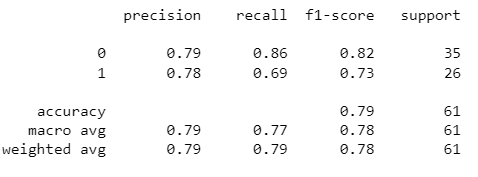 precision recall f1-score support
0 0.79 0.86 0.82 35
1 0.78 0.69 0.73 26
accuracy 0.79 61
macro avg 0.79 0.77 0.78 61
weighted avg 0.79 0.79 0.78 61